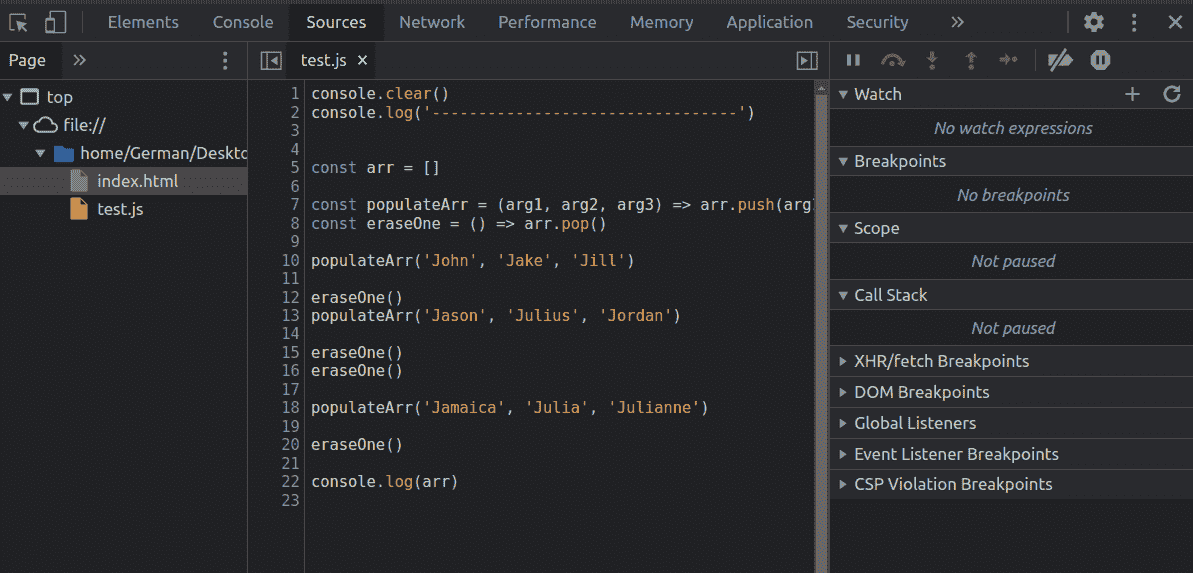 Elements Console Sources Network Performance Memory Application Security »
Page »
test.js ×
top
file://
home/German/Deskto
index.html
test.js
1 console.clear()
2 console.log('---------------------------------')
3
4
5 const arr = []
6
7 const populateArr = (arg1, arg2, arg3) => arr.push(arg
8 const eraseOne = () => arr.pop()
9
10 populateArr('John', 'Jake', 'Jill')
11
12 eraseOne()
13 populateArr('Jason', 'Julius', 'Jordan')
14
15 eraseOne()
16 eraseOne()
17
18 populateArr('Jamaica', 'Julia', 'Julianne')
19
20 eraseOne()
21
22 console.log(arr)
23
Watch
No watch expressions
Breakpoints
No breakpoints
Scope
Not paused
Call Stack
Not paused
XHR/fetch Breakpoints
DOM Breakpoints
Global Listeners
Event Listener Breakpoints
CSP Violation Breakpoints